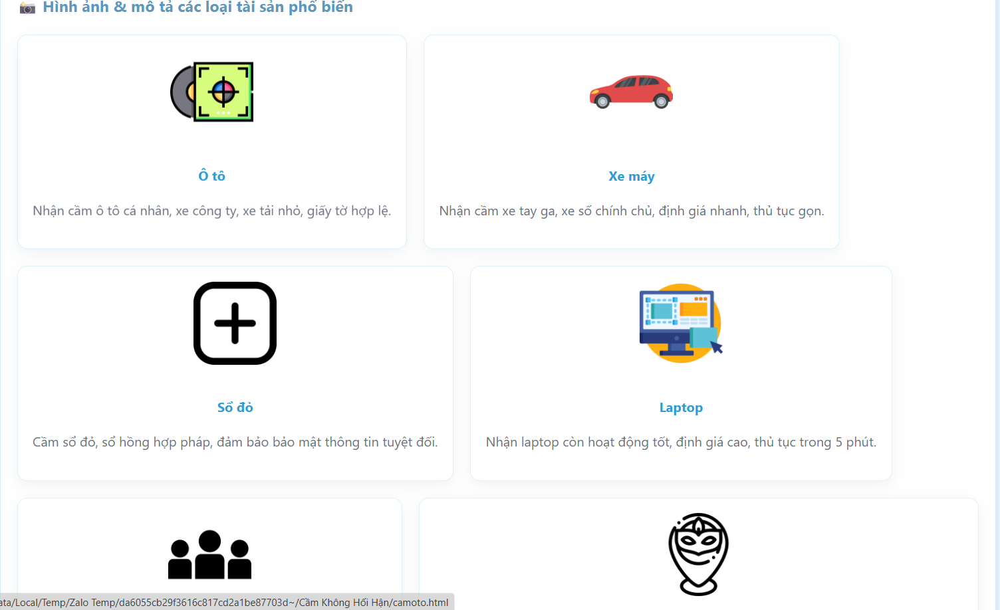 Hình ảnh & mô tả các loại tài sản phổ biến
Ô tô
Nhận cầm ô tô cá nhân, xe công ty, xe tải nhỏ, giấy tờ hợp lệ.
Xe máy
Nhận cầm xe tay ga, xe số chính chủ, định giá nhanh, thủ tục gọn.
Sổ đỏ
Cầm sổ đỏ, sổ hồng hợp pháp, đảm bảo bảo mật thông tin tuyệt đối.
Laptop
Nhận laptop còn hoạt động tốt, định giá cao, thủ tục trong 5 phút.
ata/Local/Temp/Zalo Temp/da6055cb29f3616c817cd2a1be87703d~/Cầm Không Hối Hận/camoto.html